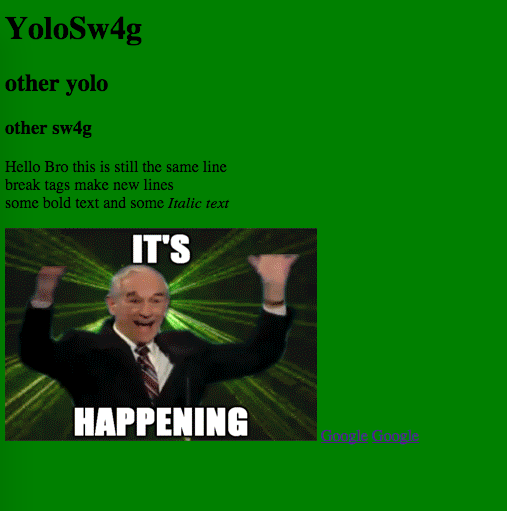 YoloSw4g
other yolo
other sw4g
Hello Bro this is still the same line
break tags make new lines
some bold text and some Italic text
IT'S
HAPPENING
Google Google